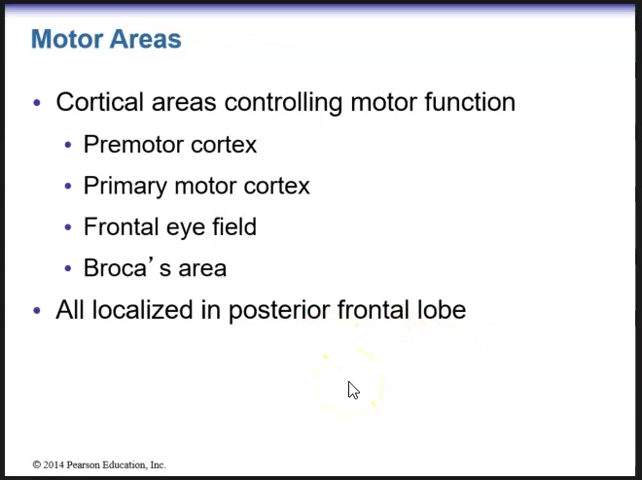 Motor Areas
• Cortical areas controlling motor function
• Premotor cortex
• Primary motor cortex
• Frontal eye field
• Broca’s area
• All localized in posterior frontal lobe
© 2014 Pearson Education, Inc.